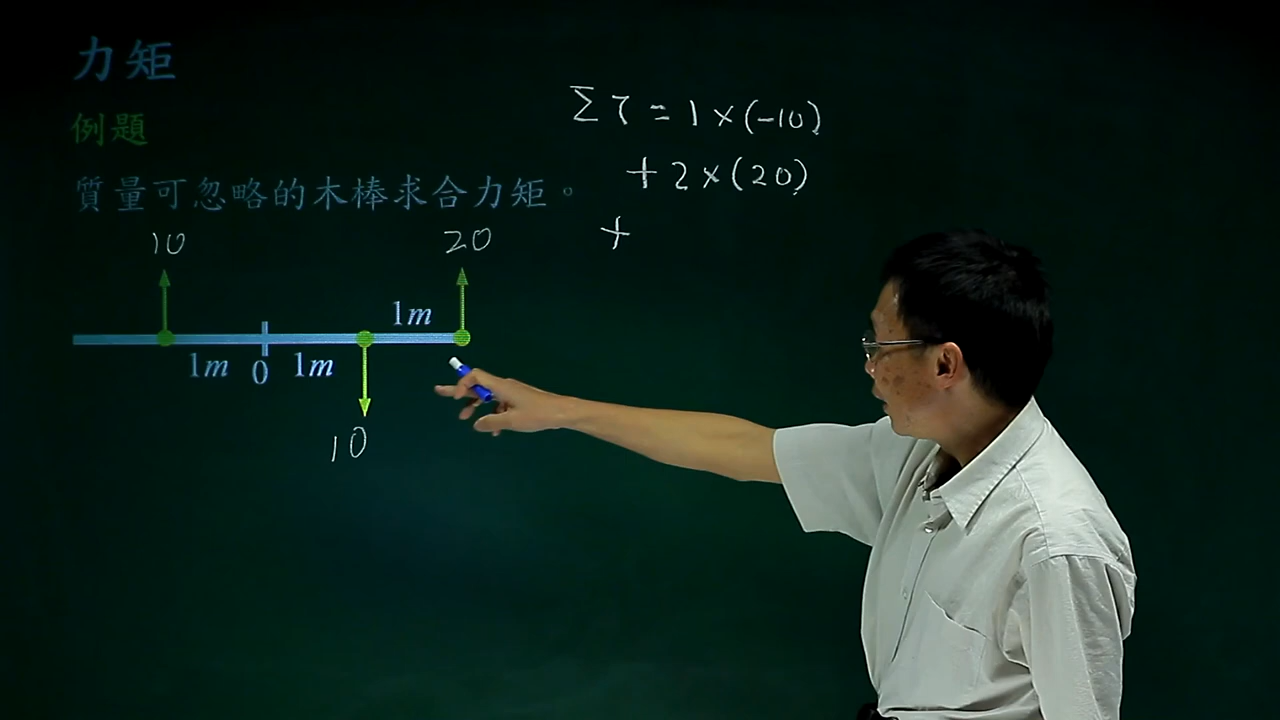 力矩
例題
質量可忽略的木棒求合力矩。
Στ=1×(-10)
+2×(20)
+
10
20
1m
1m 0 1m
10